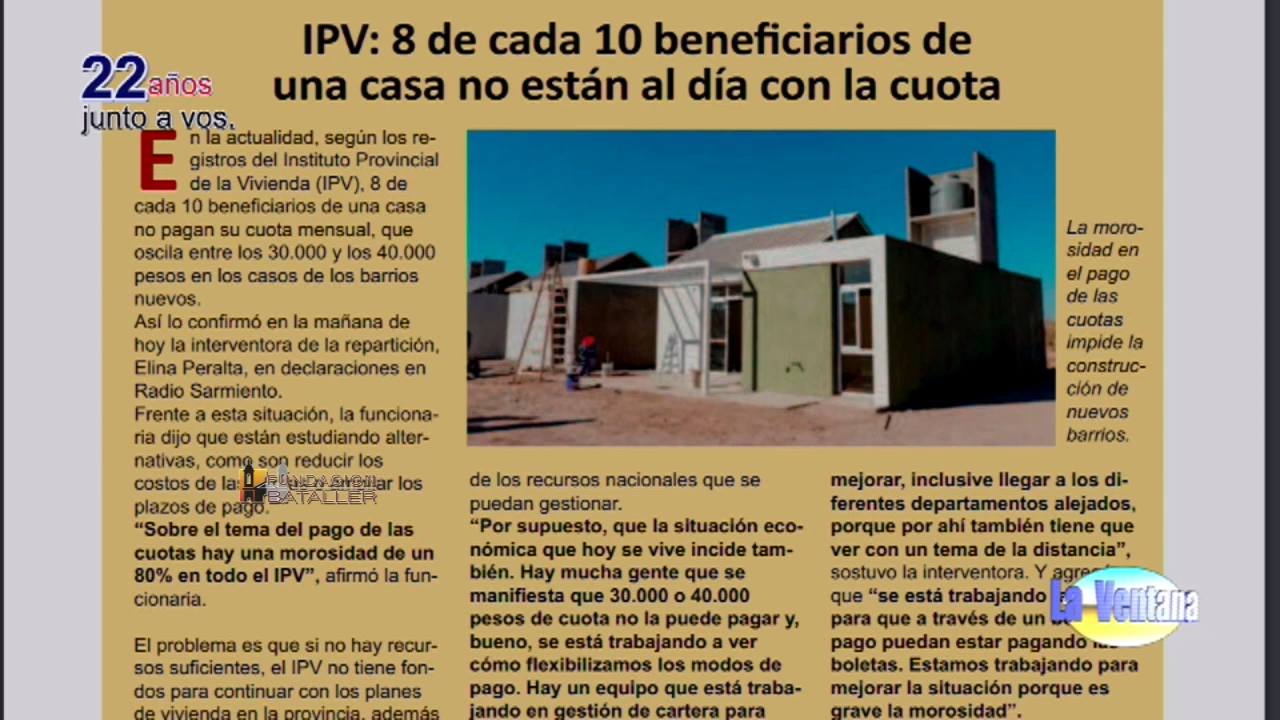 IPV: 8 de cada 10 beneficiarios de
una casa no están al día con la cuota
22 años
junto a vos.
En la actualidad, según los re-
gistros del Instituto Provincial
de la Vivienda (IPV), 8 de
cada 10 beneficiarios de una casa
no pagan su cuota mensual, que
oscila entre los 30.000 y los 40.000
pesos en los casos de los barrios
nuevos.
Así lo confirmó en la mañana de
hoy la interventora de la repartición,
Elina Peralta, en declaraciones en
Radio Sarmiento.
Frente a esta situación, la funciona-
ria dijo que están estudiando alter-
nativas, como son reducir los
costos de las los
plazos de pago.
“Sobre el tema del pago de las
cuotas hay una morosidad de un
80% en todo el IPV”, afirmó la fun-
cionaria.
El problema es que si no hay recur-
sos suficientes, el IPV no tiene fon-
dos para continuar con los planes
de vivienda en la provincia, además
FUNDACION
BATALLER
La moro-
sidad en
el pago
de las
cuotas
impide la
construc-
ción de
nuevos
barrios.
de los recursos nacionales que se
puedan gestionar.
“Por supuesto, que la situación eco-
nómica que hoy se vive incide tam-
bién. Hay mucha gente que se
manifiesta que 30.000 o 40.000
pesos de cuota no la puede pagar y,
bueno, se está trabajando a ver
cómo flexibilizamos los modos de
pago. Hay un equipo que está traba-
jando en gestión de cartera para
mejorar, inclusive llegar a los di-
ferentes departamentos alejados,
porque por ahí también tiene que
ver con un tema de la distancia”,
sostuvo la interventora. Y agregó
que “se está trabajando
para que a través de un
pago puedan estar pagando las
boletas. Estamos trabajando para
mejorar la situación porque es
grave la morosidad”.
La Ventana